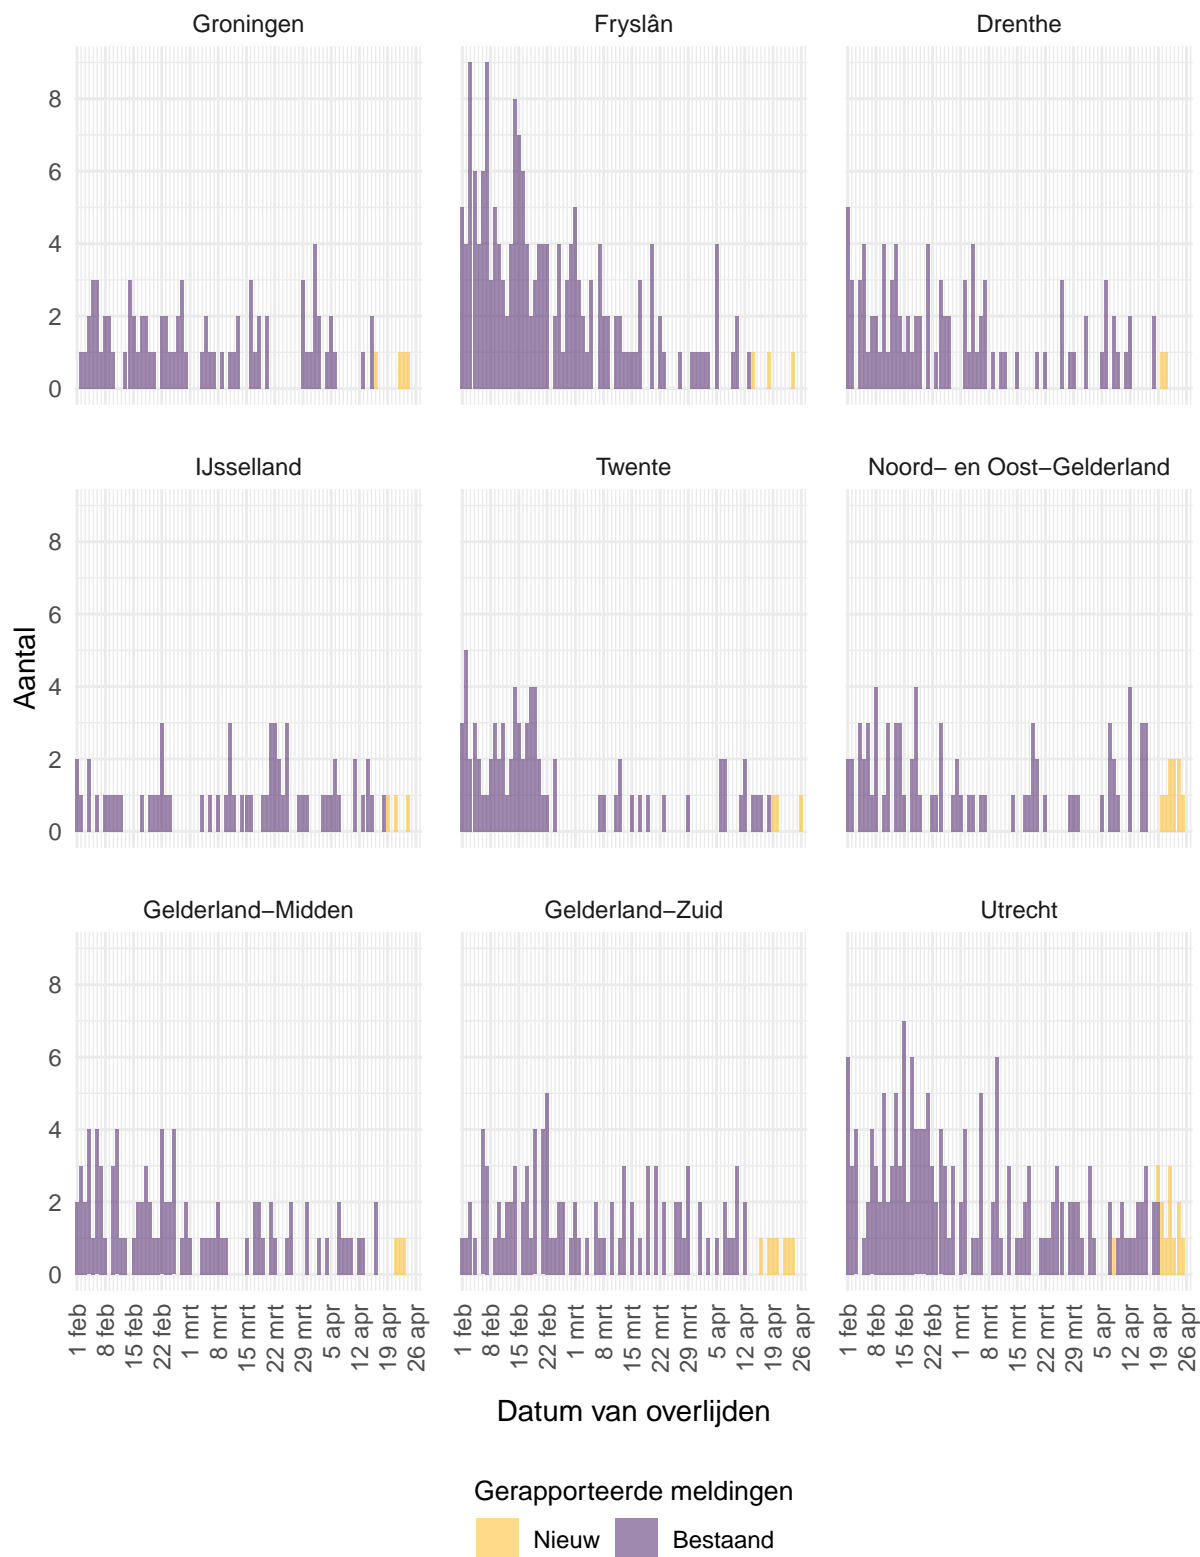 Groningen Fryslân Drenthe
8
6
4
2
0
IJsselland Twente Noord− en Oost−Gelderland
8
6
4
2
0
Aantal
Gelderland−Midden Gelderland−Zuid Utrecht
8
6
4
2
0
1 feb 8 feb 15 feb 22 feb 1 mrt 8 mrt 15 mrt 22 mrt 29 mrt 5 apr 12 apr 19 apr 26 apr
1 feb 8 feb 15 feb 22 feb 1 mrt 8 mrt 15 mrt 22 mrt 29 mrt 5 apr 12 apr 19 apr 26 apr
1 feb 8 feb 15 feb 22 feb 1 mrt 8 mrt 15 mrt 22 mrt 29 mrt 5 apr 12 apr 19 apr 26 apr
Datum van overlijden
Gerapporteerde meldingen
Nieuw Bestaand